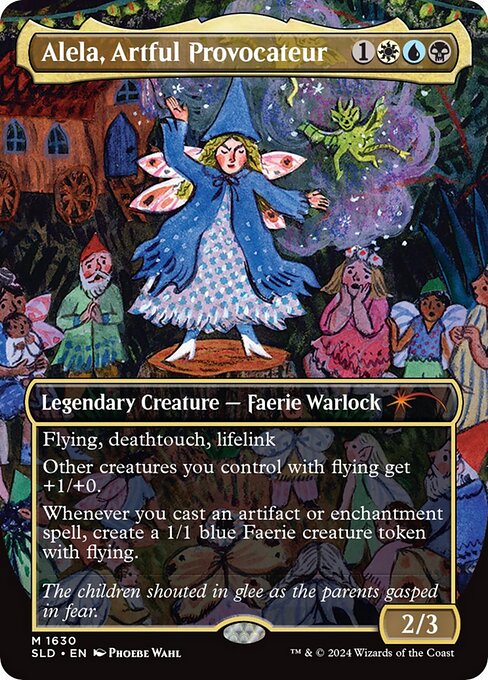 Alela, Artful Provocateur 1
Legendary Creature — Faerie Warlock
Flying, deathtouch, lifelink
Other creatures you control with flying get
+1/+0.
Whenever you cast an artifact or enchantment
spell, create a 1/1 blue Faerie creature token
with flying.
The children shouted in glee as the parents gasped
in fear.
2/3
M 1630
SLD • EN Phoebe Wahl
™ & © 2024 Wizards of the Coast